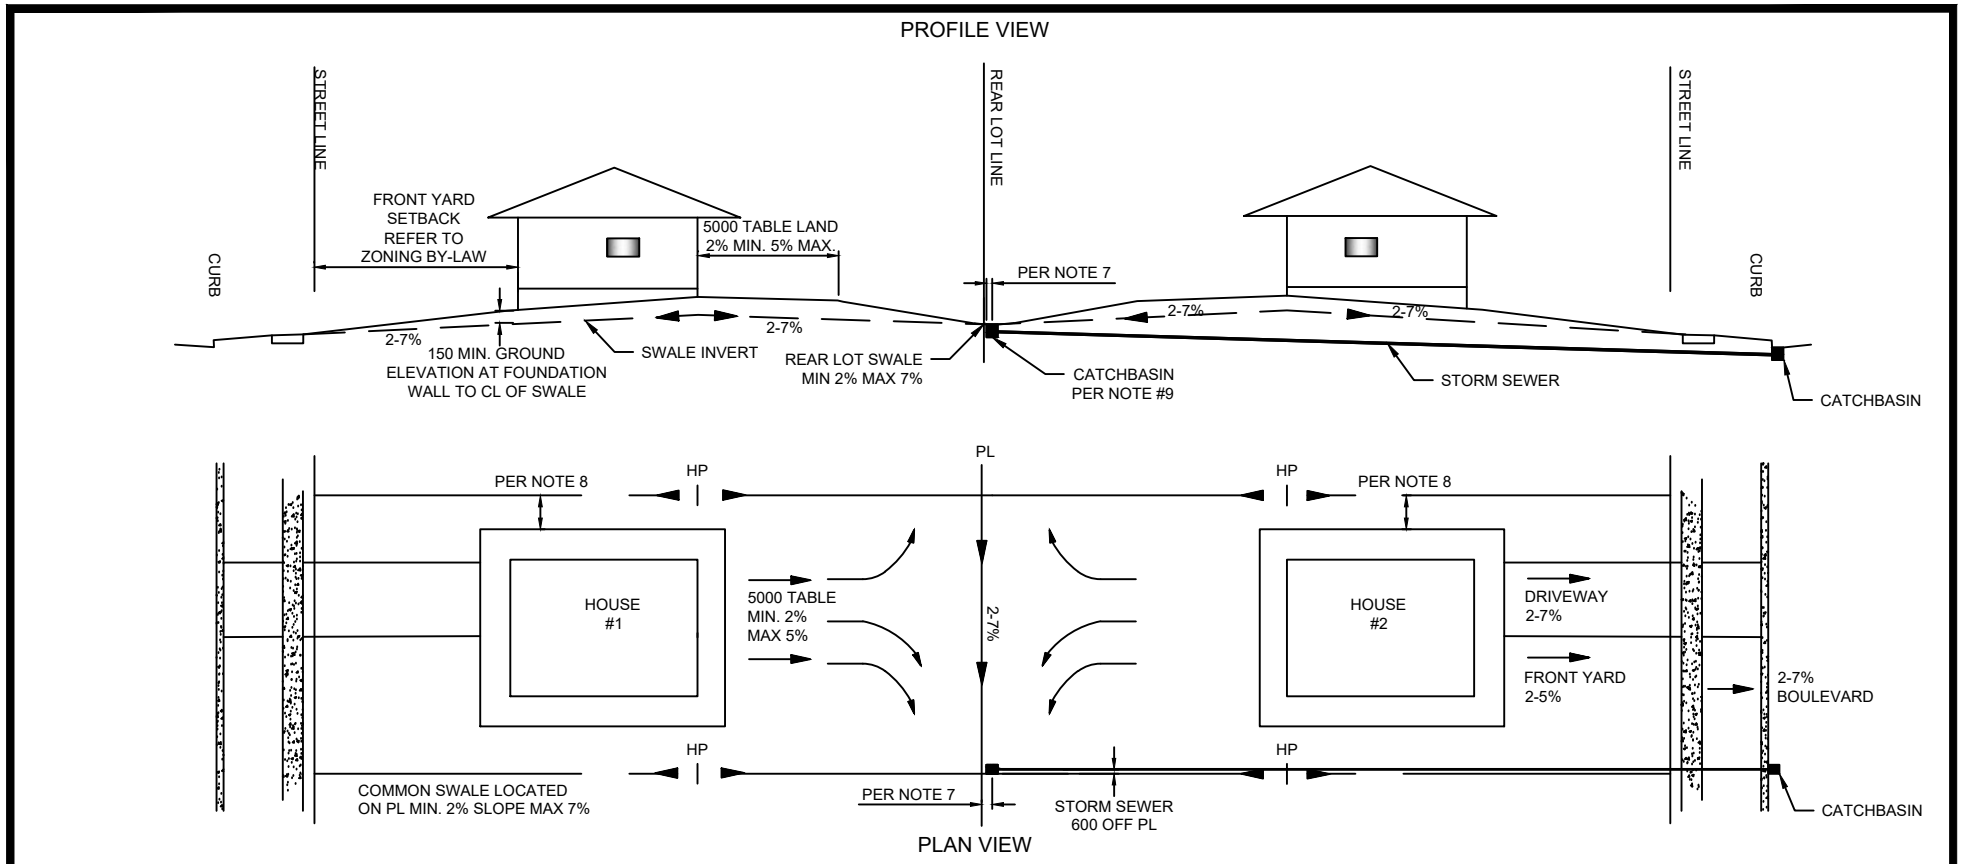 PROFILE VIEW
STREET LINE
REAR LOT LINE
STREET LINE
FRONT YARD
SETBACK
REFER TO
ZONING BY-LAW
5000 TABLE LAND
2% MIN. 5% MAX.
CURB
PER NOTE 7
CURB
2-7%
2-7%
2-7%
2-7%
150 MIN. GROUND
ELEVATION AT FOUNDATION
WALL TO CL OF SWALE
SWALE INVERT
REAR LOT SWALE
MIN 2% MAX 7%
CATCHBASIN
PER NOTE #9
STORM SEWER
CATCHBASIN
PL
HP
HP
PER NOTE 8
PER NOTE 8
HOUSE
#1
5000 TABLE
MIN. 2%
MAX 5%
2-7%
HOUSE
#2
DRIVEWAY
2-7%
FRONT YARD
2-5%
2-7%
BOULEVARD
HP
HP
COMMON SWALE LOCATED
ON PL MIN. 2% SLOPE MAX 7%
PER NOTE 7
STORM SEWER
600 OFF PL
CATCHBASIN
PLAN VIEW